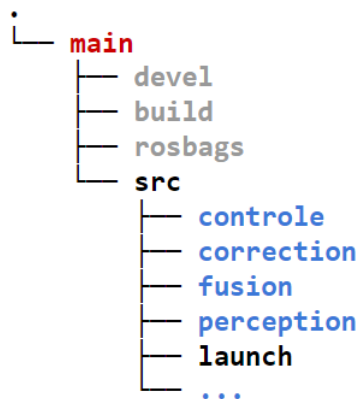 .
└── main
    ├── devel
    ├── build
    ├── rosbags
    └── src
        ├── controle
        ├── correction
        ├── fusion
        ├── perception
        ├── launch
        └── ...